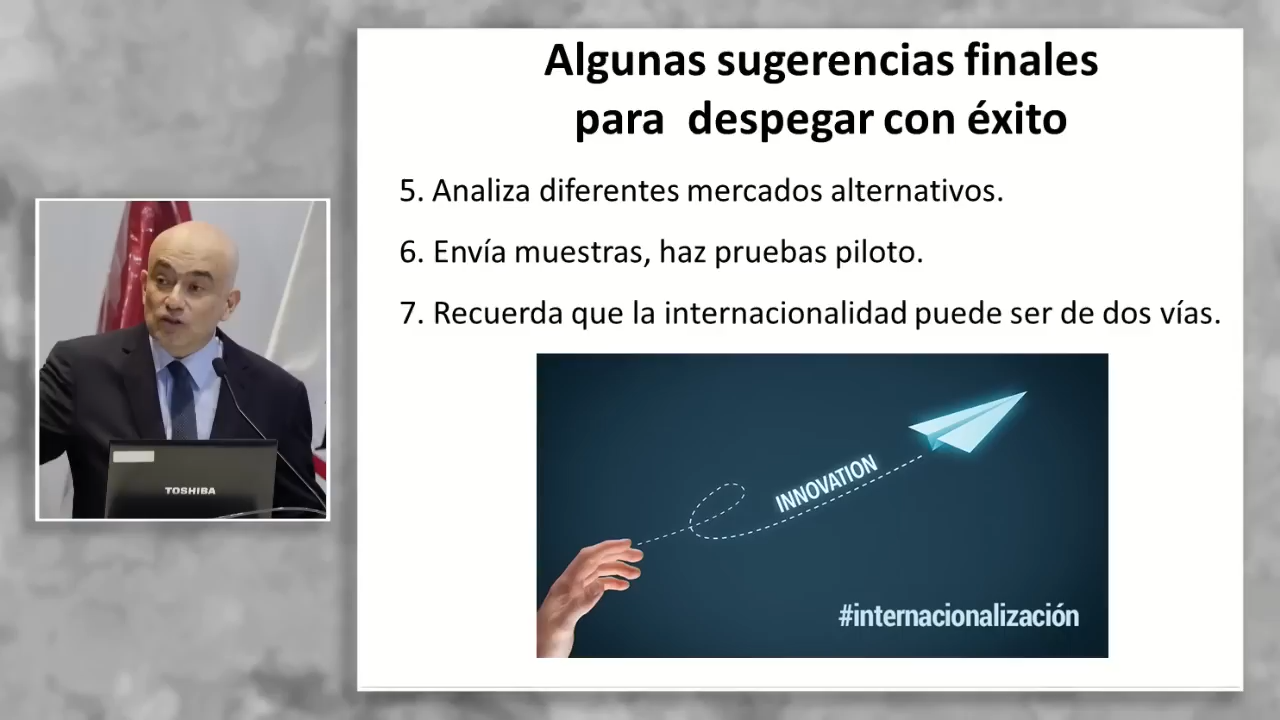 Algunas sugerencias finales
para despegar con éxito
5. Analiza diferentes mercados alternativos.
6. Envía muestras, haz pruebas piloto.
7. Recuerda que la internacionalidad puede ser de dos vías.
INNOVATION
#internacionalización
TOSHIBA